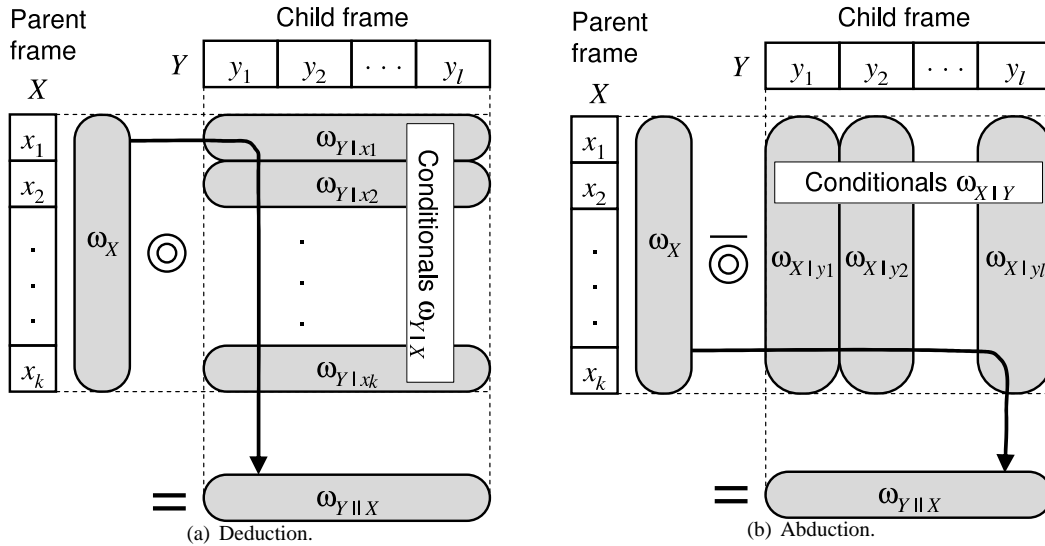 Parent
frame
Child frame
X
Y
y1 y2 · · · yl
x1
x2
.
.
.
xk
ωX
ωY|x1
ωY|x2
.
.
.
ωY|xk
Conditionals ωY|X
=
ωY||X
(a) Deduction.
Parent
frame
Child frame
X
Y
y1 y2 · · · yl
x1
x2
.
.
.
xk
ωX
Conditionals ωX|Y
ωX|y1 ωX|y2 ωX|yl
=
ωY||X
(b) Abduction.